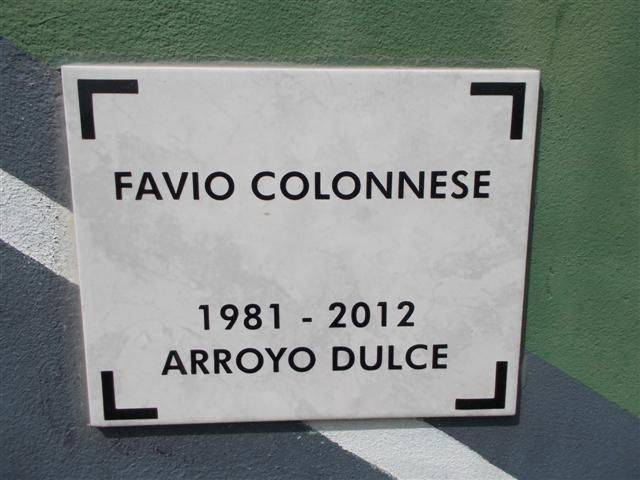 FAVIO COLONNESE
1981 - 2012
ARROYO DULCE